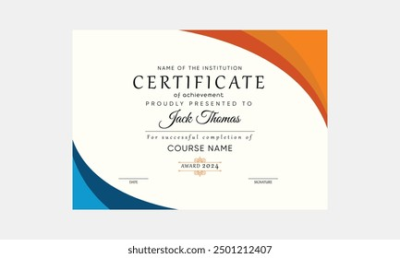 NAME OF THE INSTITUTION
CERTIFICATE
of achievement
PROUDLY PRESENTED TO
Jack Thomas
For successful completion of
COURSE NAME
AWARD 2024
DATE
SIGNATURE
shutterstock.com · 2501212407